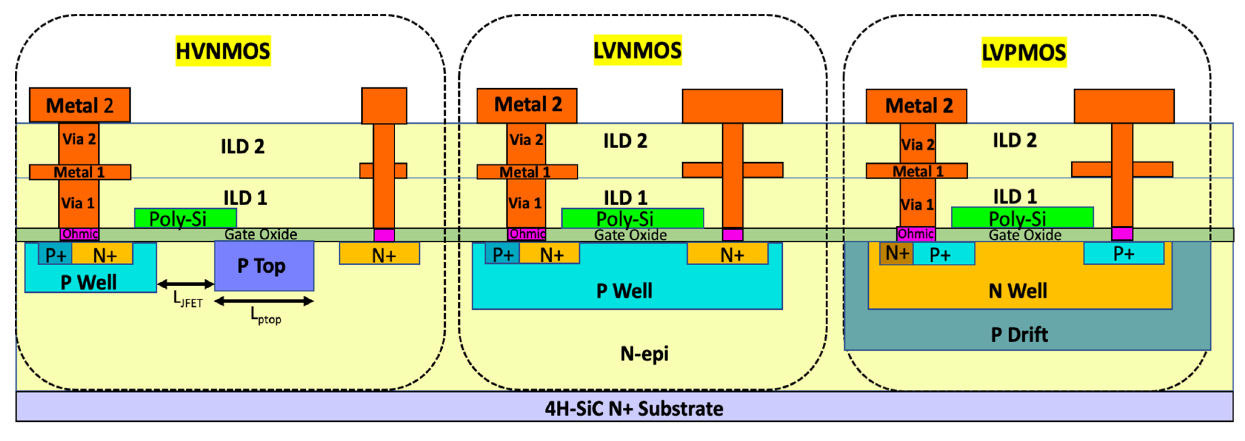 HVNMOS
LVNMOS
LVPMOS
Metal 2
Metal 2
Metal 2
Via 2
ILD 2
Via 2
ILD 2
Via 2
ILD 2
Metal 1
Metal 1
Metal 1
Via 1
ILD 1
Via 1
ILD 1
Via 1
ILD 1
Poly-Si
Poly-Si
Poly-Si
Ohmic
Gate Oxide
Ohmic
Gate Oxide
Ohmic
Gate Oxide
P+
N+
P Top
N+
P+
N+
N+
N+
P+
P+
P Well
P Well
N Well
LJFET
Lptop
P Drift
N-epi
4H-SiC N+ Substrate